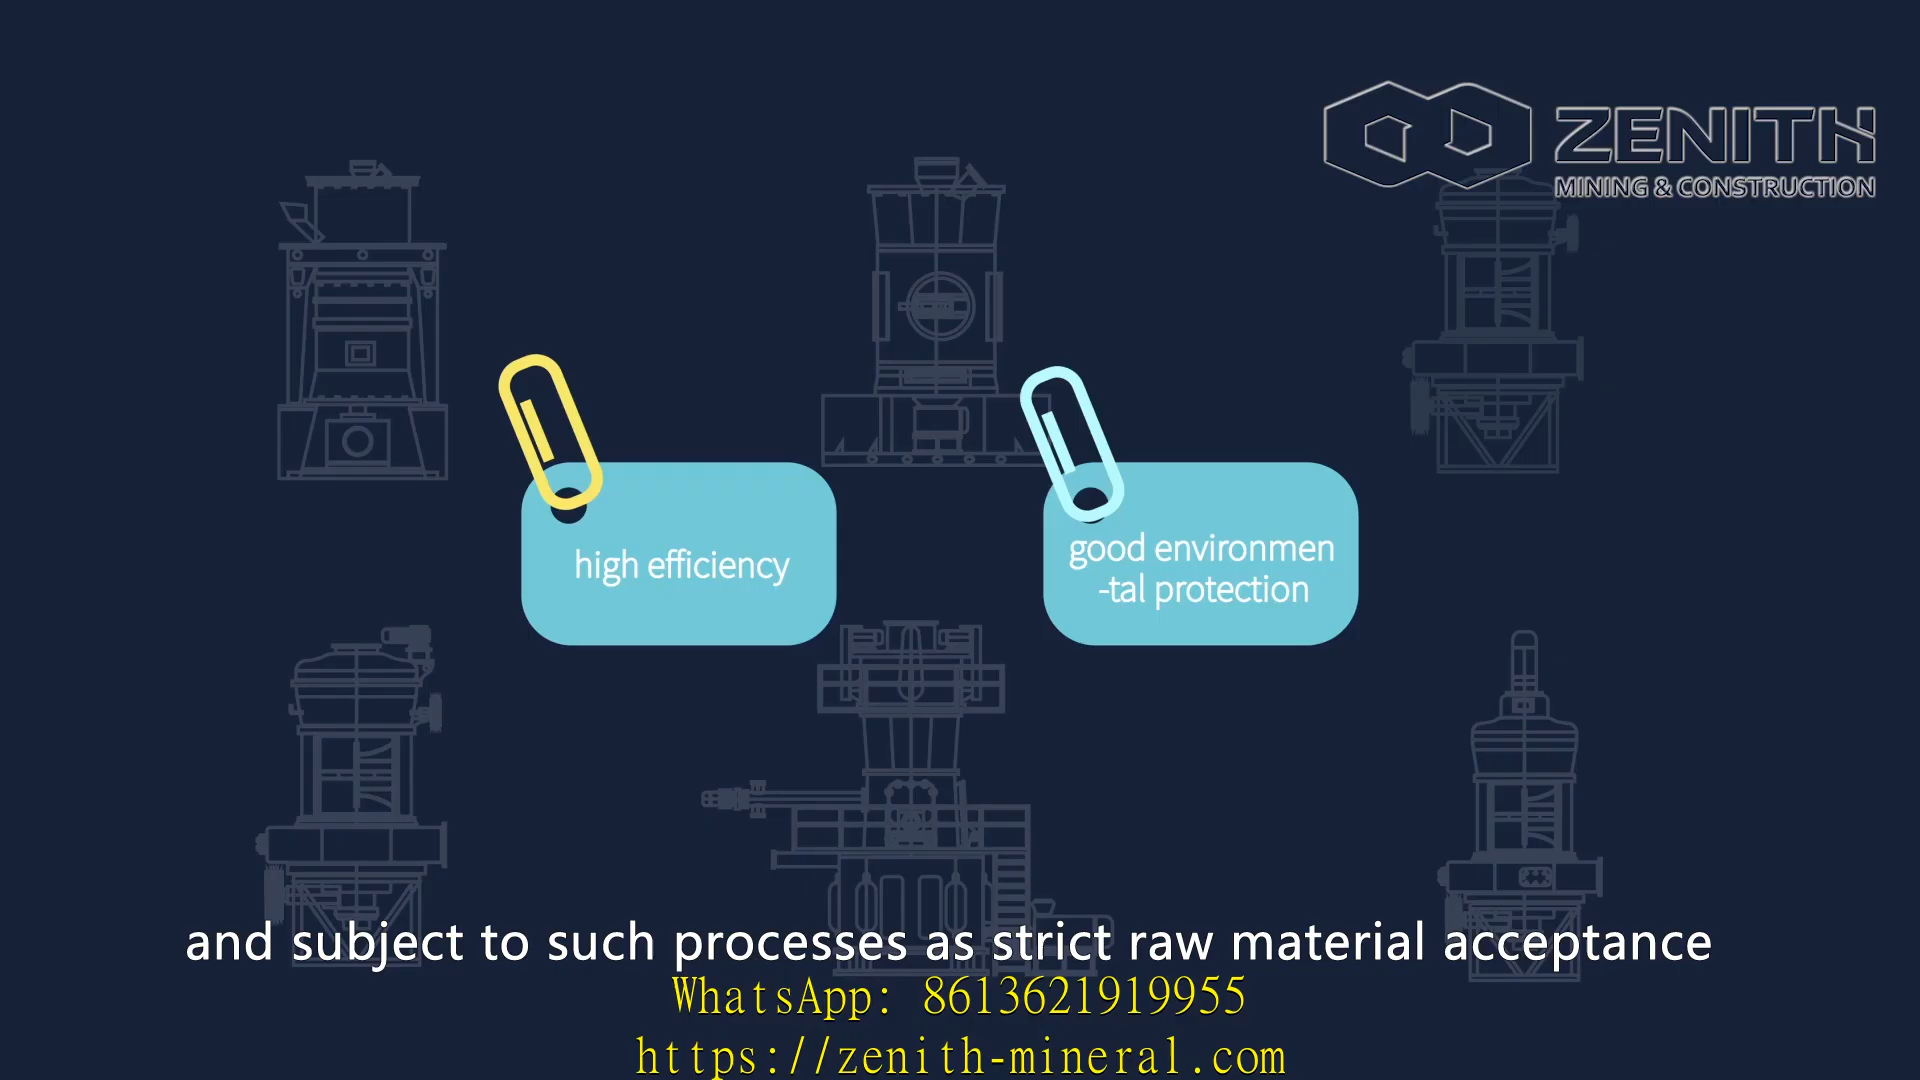 ZENITH
MINING & CONSTRUCTION
high efficiency
good environmen
-tal protection
and subject to such processes as strict raw material acceptance
WhatsApp: 8613621919955
https://zenith-mineral.com